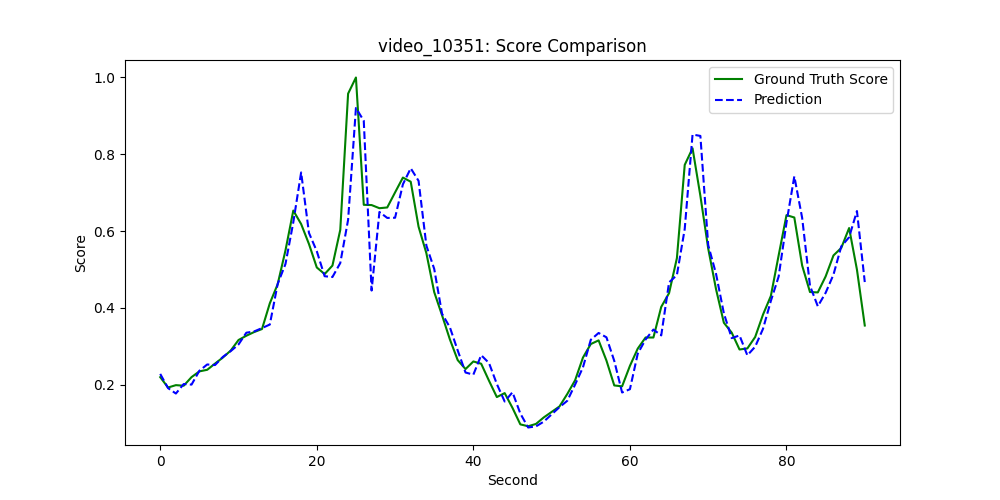 video_10351: Score Comparison
Ground Truth Score
Prediction
1.0
0.8
0.6
0.4
0.2
Score
0 20 40 60 80
Second